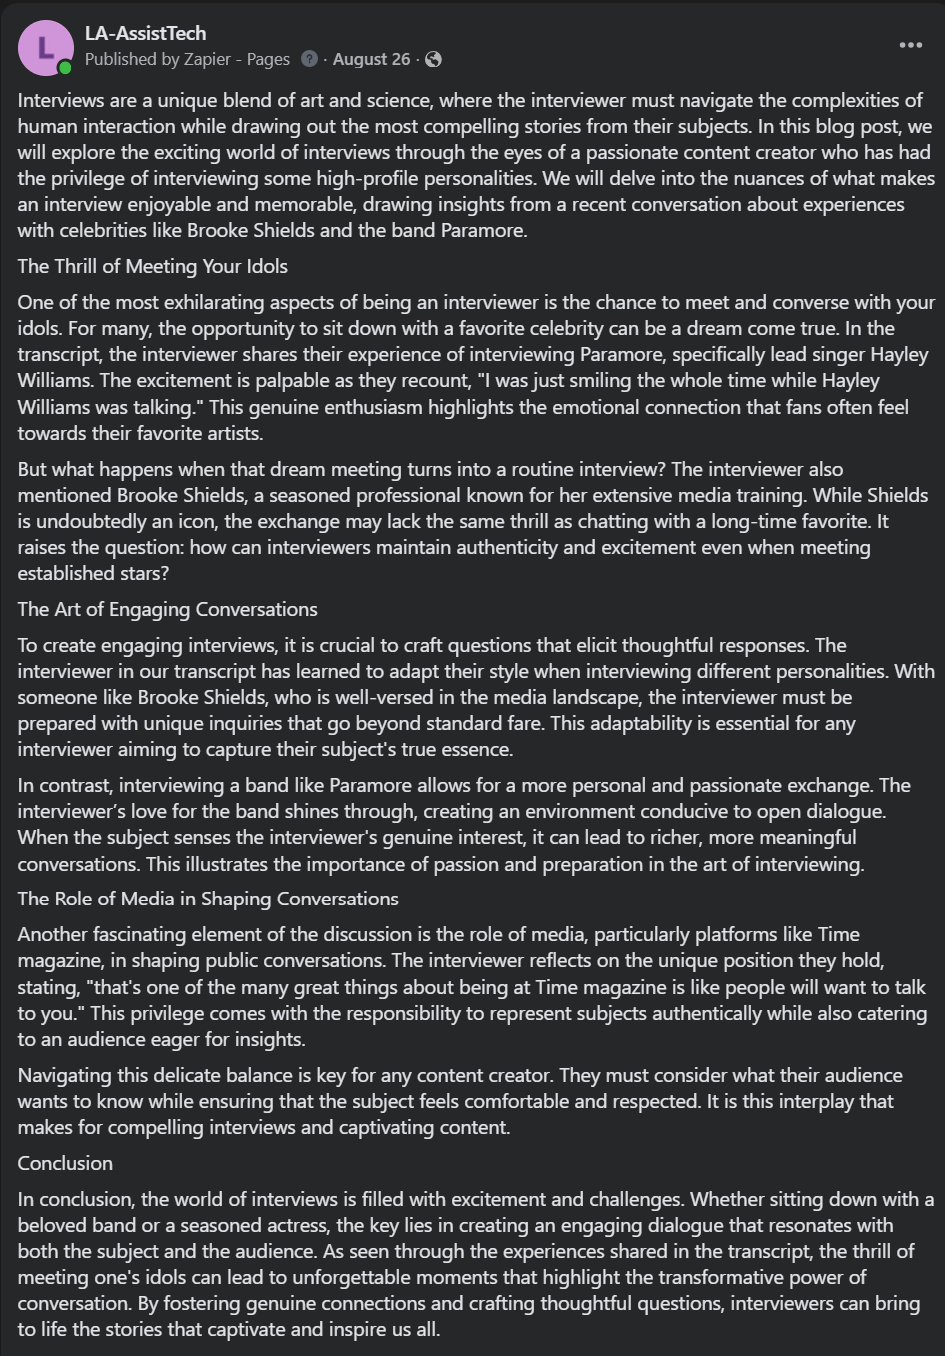 L
LA-AssistTech
Published by Zapier - Pages ? · August 26 ·
Interviews are a unique blend of art and science, where the interviewer must navigate the complexities of
human interaction while drawing out the most compelling stories from their subjects. In this blog post, we
will explore the exciting world of interviews through the eyes of a passionate content creator who has had
the privilege of interviewing some high-profile personalities. We will delve into the nuances of what makes
an interview enjoyable and memorable, drawing insights from a recent conversation about experiences
with celebrities like Brooke Shields and the band Paramore.
The Thrill of Meeting Your Idols
One of the most exhilarating aspects of being an interviewer is the chance to meet and converse with your
idols. For many, the opportunity to sit down with a favorite celebrity can be a dream come true. In the
transcript, the interviewer shares their experience of interviewing Paramore, specifically lead singer Hayley
Williams. The excitement is palpable as they recount, "I was just smiling the whole time while Hayley
Williams was talking." This genuine enthusiasm highlights the emotional connection that fans often feel
towards their favorite artists.
But what happens when that dream meeting turns into a routine interview? The interviewer also
mentioned Brooke Shields, a seasoned professional known for her extensive media training. While Shields
is undoubtedly an icon, the exchange may lack the same thrill as chatting with a long-time favorite. It
raises the question: how can interviewers maintain authenticity and excitement even when meeting
established stars?
The Art of Engaging Conversations
To create engaging interviews, it is crucial to craft questions that elicit thoughtful responses. The
interviewer in our transcript has learned to adapt their style when interviewing different personalities. With
someone like Brooke Shields, who is well-versed in the media landscape, the interviewer must be
prepared with unique inquiries that go beyond standard fare. This adaptability is essential for any
interviewer aiming to capture their subject's true essence.
In contrast, interviewing a band like Paramore allows for a more personal and passionate exchange. The
interviewer’s love for the band shines through, creating an environment conducive to open dialogue.
When the subject senses the interviewer's genuine interest, it can lead to richer, more meaningful
conversations. This illustrates the importance of passion and preparation in the art of interviewing.
The Role of Media in Shaping Conversations
Another fascinating element of the discussion is the role of media, particularly platforms like Time
magazine, in shaping public conversations. The interviewer reflects on the unique position they hold,
stating, "that's one of the many great things about being at Time magazine is like people will want to talk
to you." This privilege comes with the responsibility to represent subjects authentically while also catering
to an audience eager for insights.
Navigating this delicate balance is key for any content creator. They must consider what their audience
wants to know while ensuring that the subject feels comfortable and respected. It is this interplay that
makes for compelling interviews and captivating content.
Conclusion
In conclusion, the world of interviews is filled with excitement and challenges. Whether sitting down with a
beloved band or a seasoned actress, the key lies in creating an engaging dialogue that resonates with
both the subject and the audience. As seen through the experiences shared in the transcript, the thrill of
meeting one's idols can lead to unforgettable moments that highlight the transformative power of
conversation. By fostering genuine connections and crafting thoughtful questions, interviewers can bring
to life the stories that captivate and inspire us all.